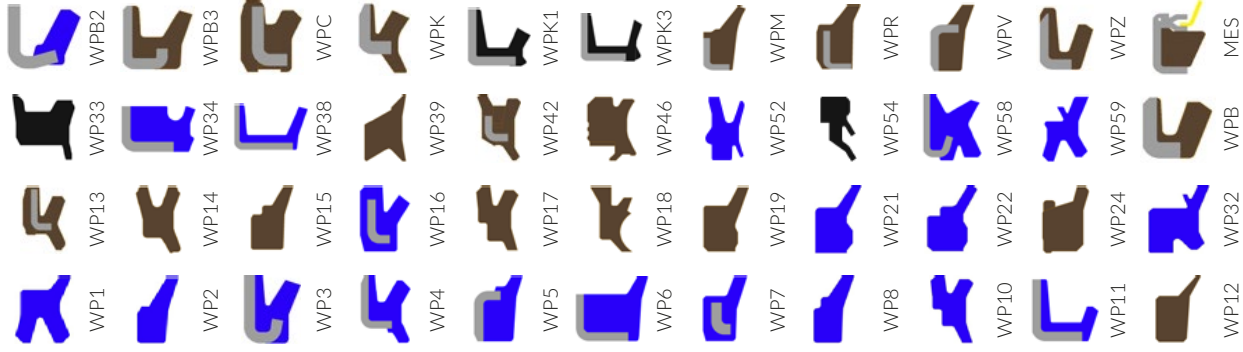 WPB2 WPB3 WPC WPK WPK1 WPK3 WPM WPR WPV WPZ MES
WP33 WP34 WP38 WP39 WP42 WP46 WP52 WP54 WP58 WP59 WPB
WP13 WP14 WP15 WP16 WP17 WP18 WP19 WP21 WP22 WP24 WP32
WP1 WP2 WP3 WP4 WP5 WP6 WP7 WP8 WP10 WP11 WP12